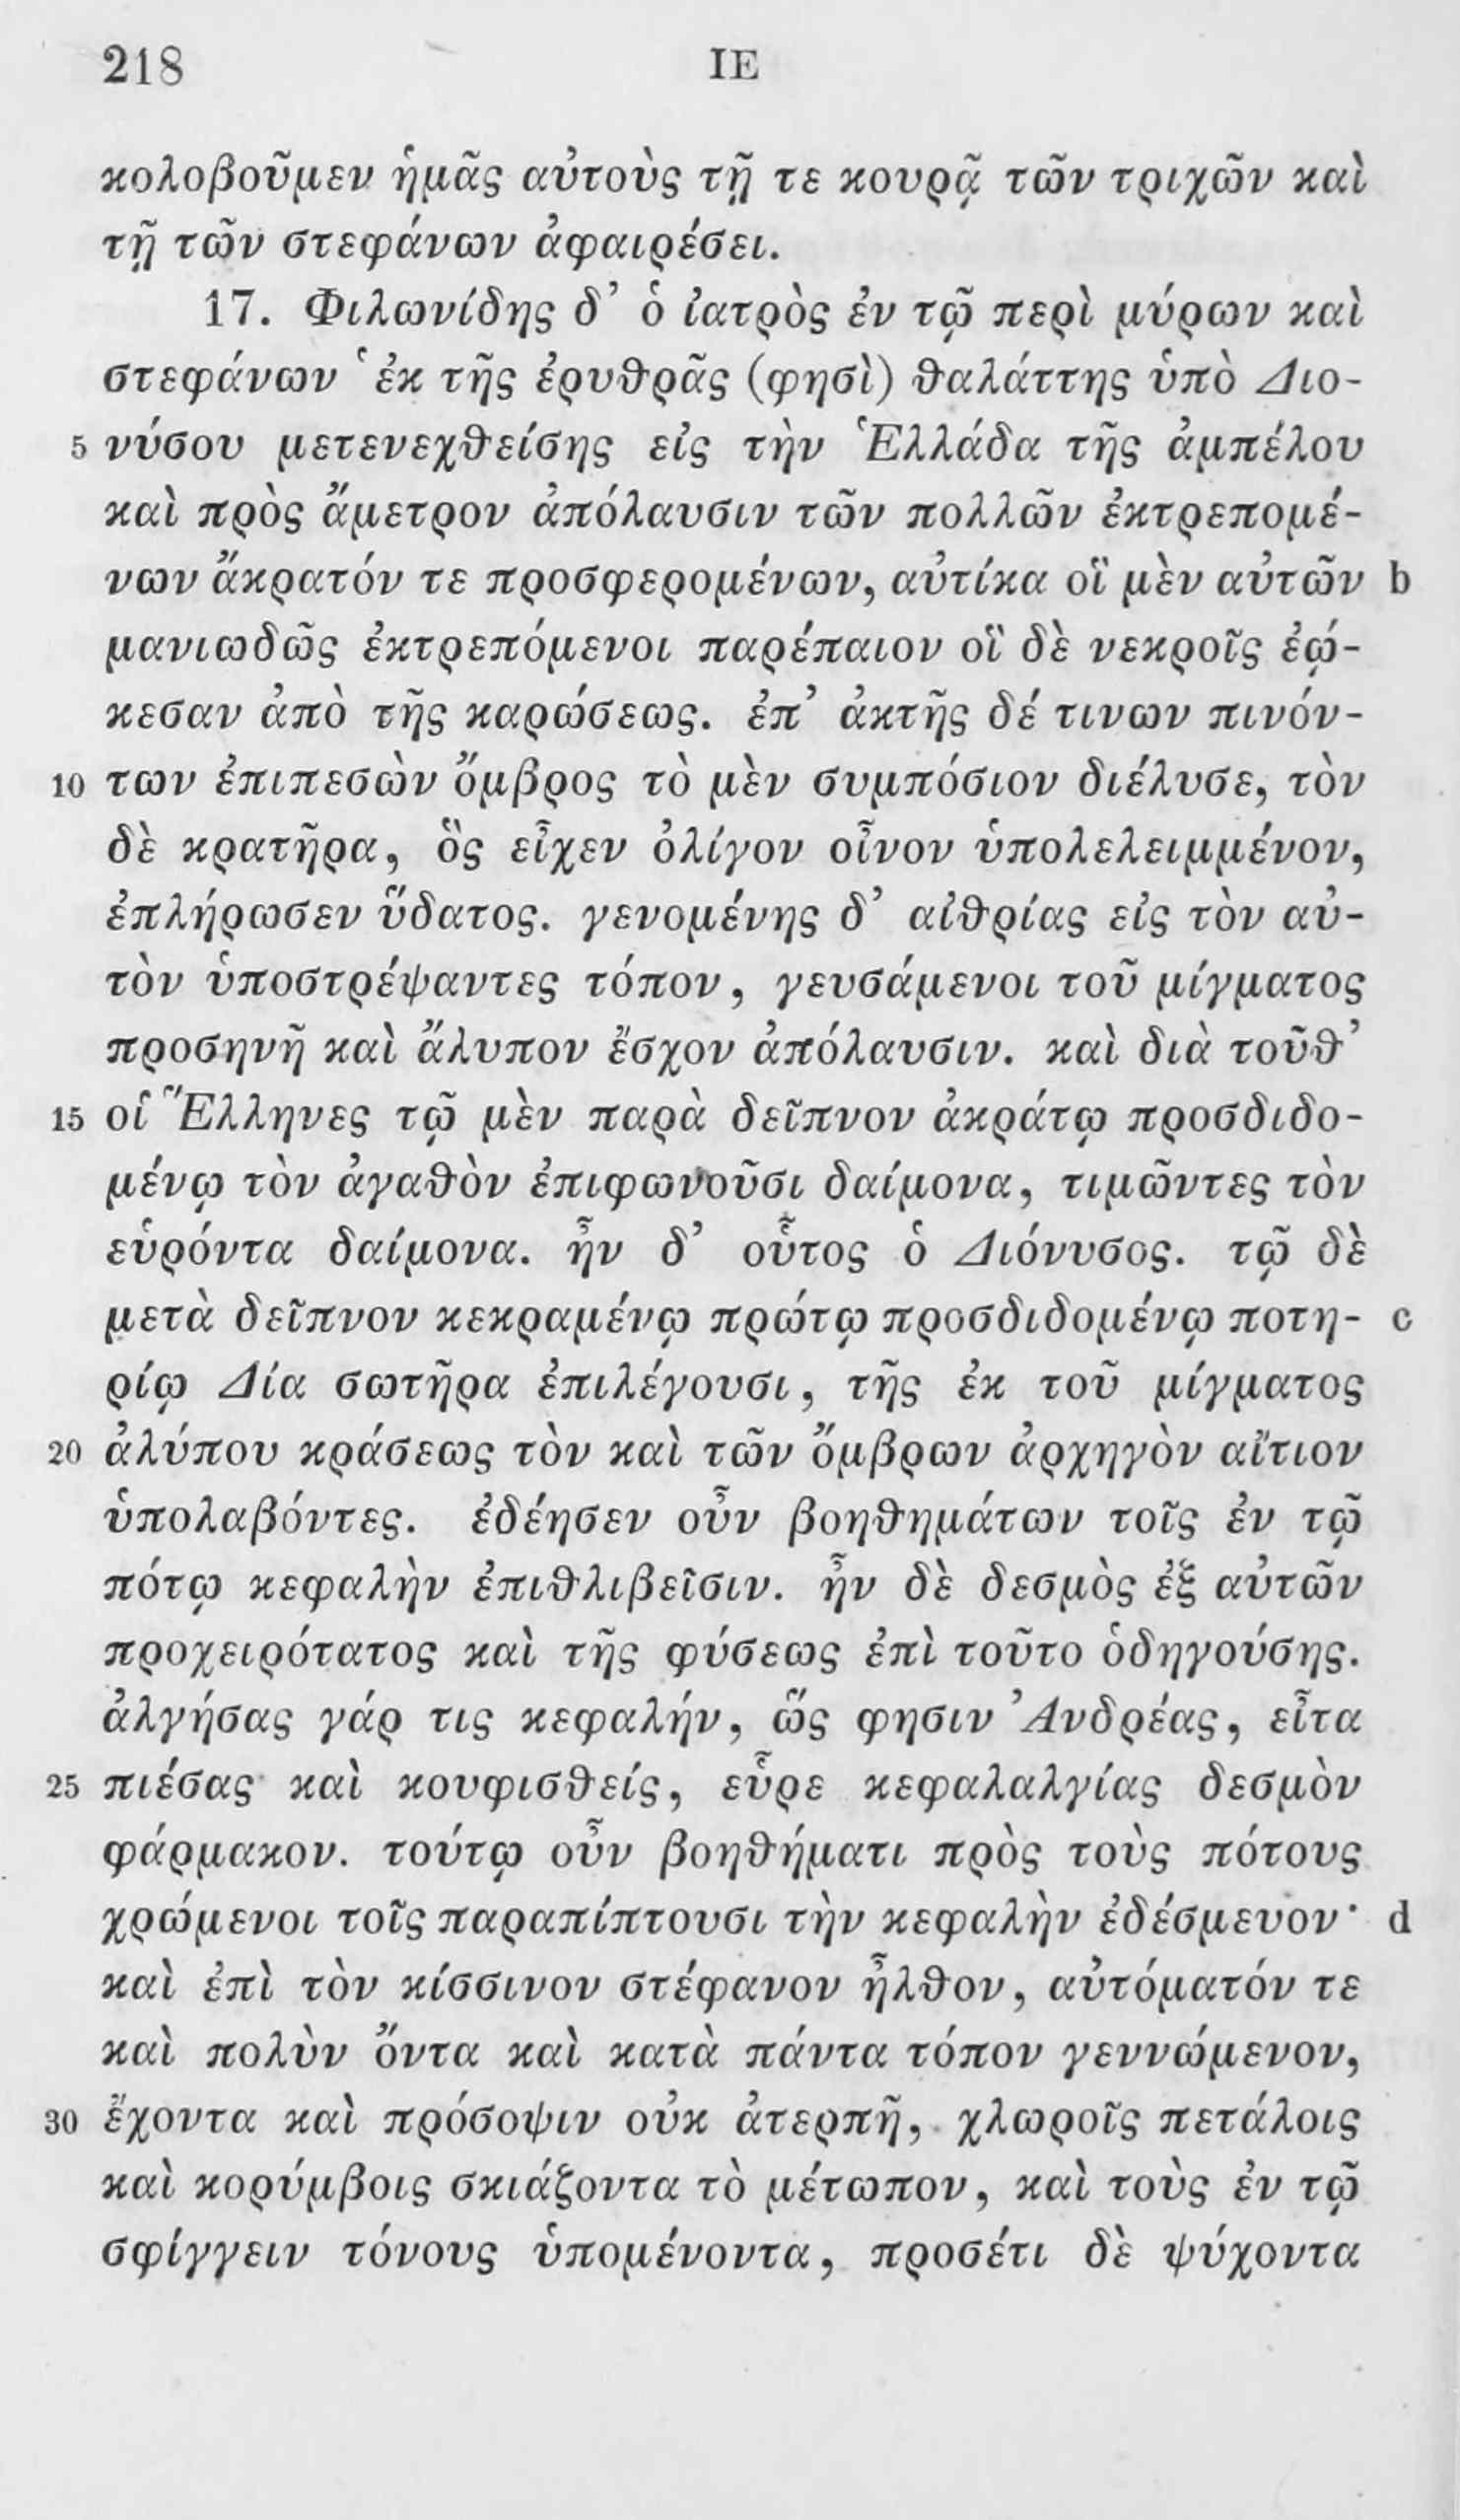 218 ΙΕ
κολοβοῦμεν ἡμᾶς αὐτοὺς τῇ τε κουρᾷ τῶν τριχῶν καὶ
τῇ τῶν στεφάνων ἀφαιρέσει.
17. Φιλωνίδης δ’ ὁ ἰατρὸς ἐν τῷ περὶ μύρων καὶ
στεφάνων ‘ἐκ τῆς ἐρυθρᾶς (φησὶ) θαλάττης ὑπὸ Διο-
5 νύσου μετενεχθείσης εἰς τὴν Ἑλλάδα τῆς ἀμπέλου
καὶ πρὸς ἄμετρον ἀπόλαυσιν τῶν πολλῶν ἐκτρεπομέ-
νων ἄκρατόν τε προσφερομένων, αὐτίκα οἳ μὲν αὐτῶν b
μανιωδῶς ἐκτρεπόμενοι παρέπαιον οἳ δὲ νεκροῖς ἐῴ-
κεσαν ἀπὸ τῆς καρώσεως. ἐπ’ ἀκτῆς δέ τινων πινόν-
10 των ἐπιπεσὼν ὄμβρος τὸ μὲν συμπόσιον διέλυσε, τὸν
δὲ κρατῆρα, ὃς εἶχεν ὀλίγον οἶνον ὑπολελειμμένον,
ἐπλήρωσεν ὕδατος. γενομένης δ’ αἰθρίας εἰς τὸν αὐ-
τὸν ὑποστρέψαντες τόπον, γευσάμενοι τοῦ μίγματος
προσηνῆ καὶ ἄλυπον ἔσχον ἀπόλαυσιν. καὶ διὰ τοῦθ’
15 οἱ Ἕλληνες τῷ μὲν παρὰ δεῖπνον ἀκράτῳ προσδιδο-
μένῳ τὸν ἀγαθὸν ἐπιφωνοῦσι δαίμονα, τιμῶντες τὸν
εὑρόντα δαίμονα. ἦν δ’ οὗτος ὁ Διόνυσος. τῷ δὲ
μετὰ δεῖπνον κεκραμένῳ πρώτῳ προσδιδομένῳ ποτη- c
ρίῳ Δία σωτῆρα ἐπιλέγουσι, τῆς ἐκ τοῦ μίγματος
20 ἀλύπου κράσεως τὸν καὶ τῶν ὄμβρων ἀρχηγὸν αἴτιον
ὑπολαβόντες. ἐδέησεν οὖν βοηθημάτων τοῖς ἐν τῷ
πότῳ κεφαλὴν ἐπιθλιβεῖσιν. ἦν δὲ δεσμὸς ἐξ αὐτῶν
προχειρότατος καὶ τῆς φύσεως ἐπὶ τοῦτο ὁδηγούσης.
ἀλγήσας γάρ τις κεφαλήν, ὥς φησιν Ἀνδρέας, εἶτα
25 πιέσας καὶ κουφισθείς, εὗρε κεφαλαλγίας δεσμὸν
φάρμακον. τούτῳ οὖν βοηθήματι πρὸς τοὺς πότους
χρώμενοι τοῖς παραπίπτουσι τὴν κεφαλὴν ἐδέσμευον· d
καὶ ἐπὶ τὸν κίσσινον στέφανον ἦλθον, αὐτόματόν τε
καὶ πολὺν ὄντα καὶ κατὰ πάντα τόπον γεννώμενον,
30 ἔχοντα καὶ πρόσοψιν οὐκ ἀτερπῆ, χλωροῖς πετάλοις
καὶ κορύμβοις σκιάζοντα τὸ μέτωπον, καὶ τοὺς ἐν τῷ
σφίγγειν τόνους ὑπομένοντα, προσέτι δὲ ψύχοντα